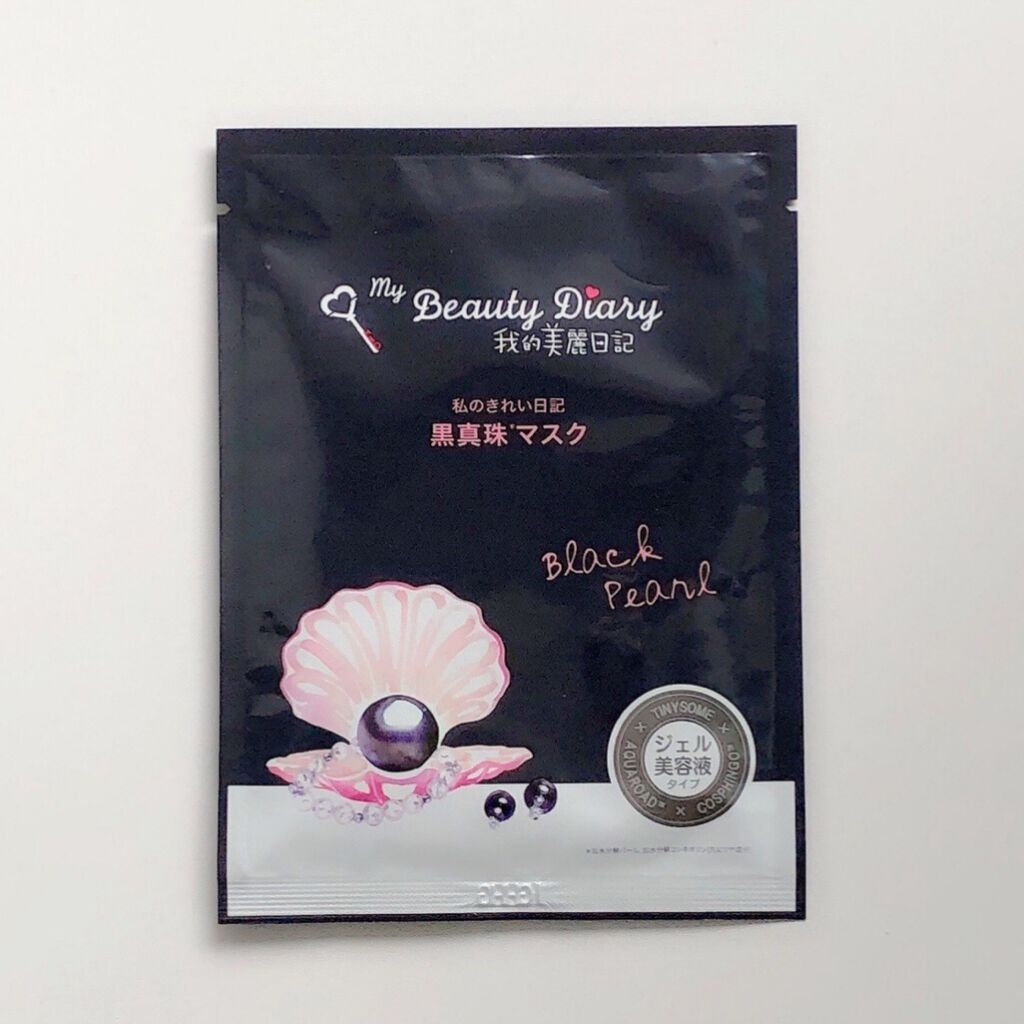 My Beauty Diary
我的美麗日記
私のきれい日記
黒真珠*マスク
Black
Pearl
TINYSOME × COSPHINGO × AQUAROAD
ジェル
美容液
タイプ